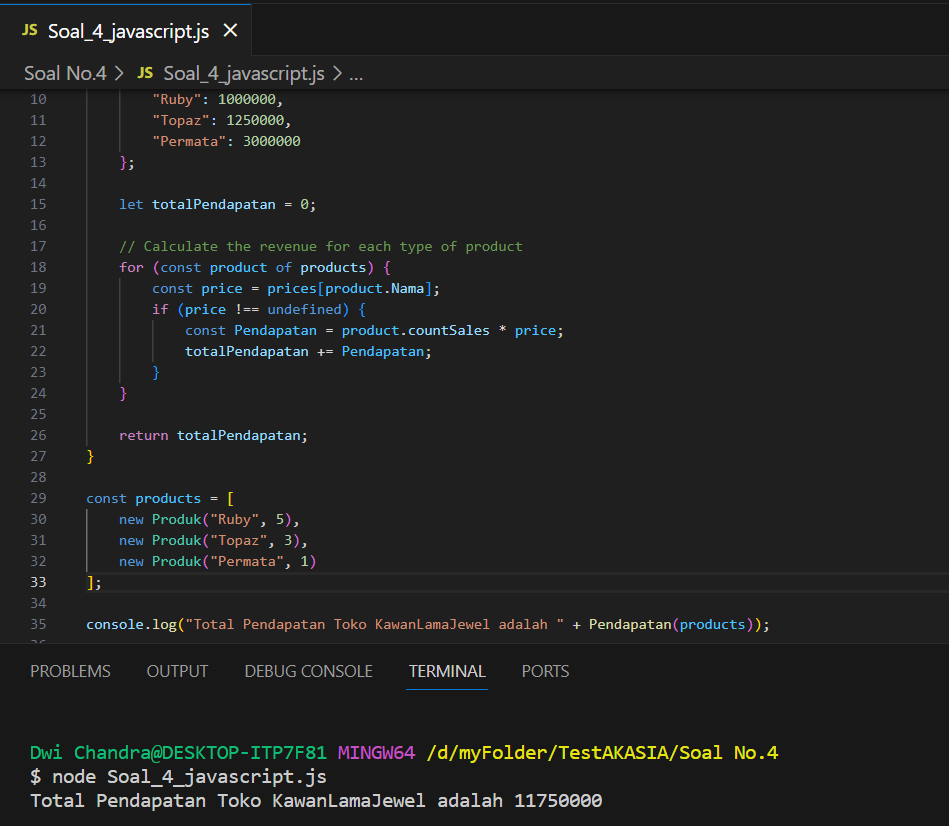 JS Soal_4_javascript.js ×
Soal No.4 > JS Soal_4_javascript.js > ...
10 "Ruby": 1000000,
11 "Topaz": 1250000,
12 "Permata": 3000000
13 };
14
15 let totalPendapatan = 0;
16
17 // Calculate the revenue for each type of product
18 for (const product of products) {
19 const price = prices[product.Nama];
20 if (price !== undefined) {
21 const Pendapatan = product.countSales * price;
22 totalPendapatan += Pendapatan;
23 }
24 }
25
26 return totalPendapatan;
27 }
28
29 const products = [
30 new Produk("Ruby", 5),
31 new Produk("Topaz", 3),
32 new Produk("Permata", 1)
33 ];
34
35 console.log("Total Pendapatan Toko KawanLamaJewel adalah " + Pendapatan(products));
PROBLEMS OUTPUT DEBUG CONSOLE TERMINAL PORTS
Dwi Chandra@DESKTOP-ITP7F81 MINGW64 /d/myFolder/TestAKASIA/Soal No.4
$ node Soal_4_javascript.js
Total Pendapatan Toko KawanLamaJewel adalah 11750000